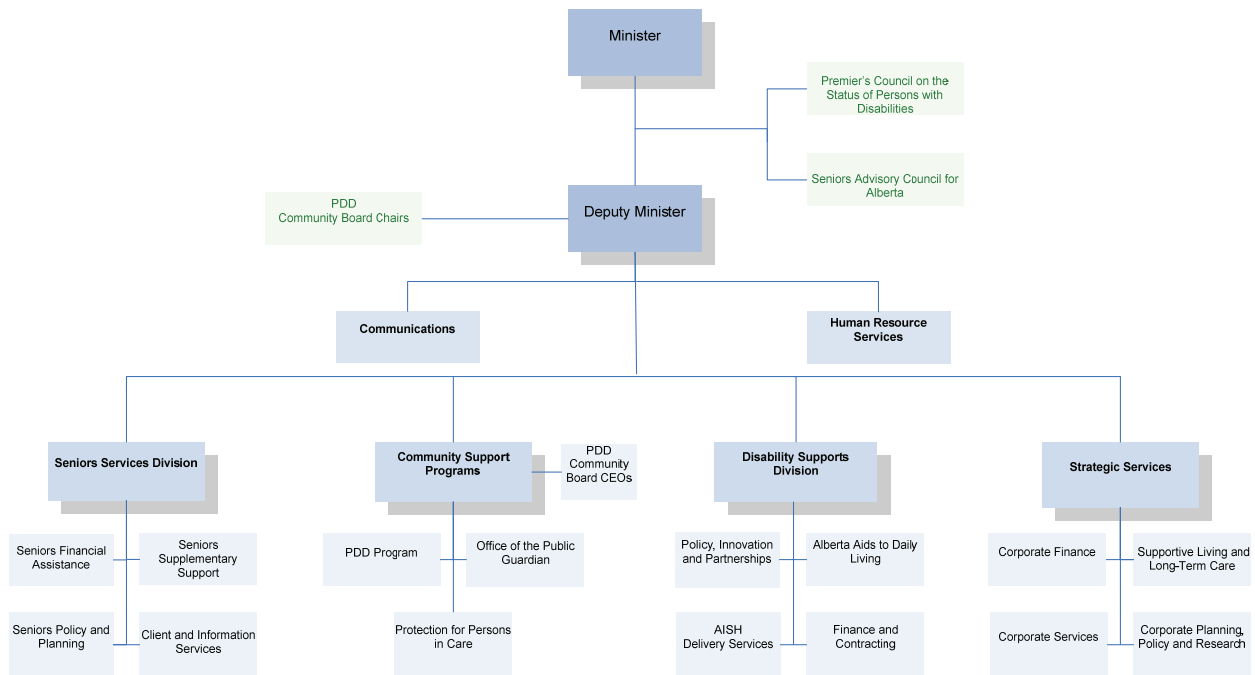 Minister
Premier's Council on the
Status of Persons with
Disabilities
Seniors Advisory Council for
Alberta
PDD
Community Board Chairs
Deputy Minister
Communications
Human Resource
Services
Seniors Services Division
Community Support
Programs
PDD
Community
Board CEOs
Disability Supports
Division
Strategic Services
Seniors Financial
Assistance
Seniors
Supplementary
Support
PDD Program
Office of the Public
Guardian
Policy, Innovation
and Partnerships
Alberta Aids to Daily
Living
Corporate Finance
Supportive Living and
Long-Term Care
Seniors Policy and
Planning
Client and Information
Services
Protection for Persons
in Care
AISH
Delivery Services
Finance and
Contracting
Corporate Services
Corporate Planning,
Policy and Research